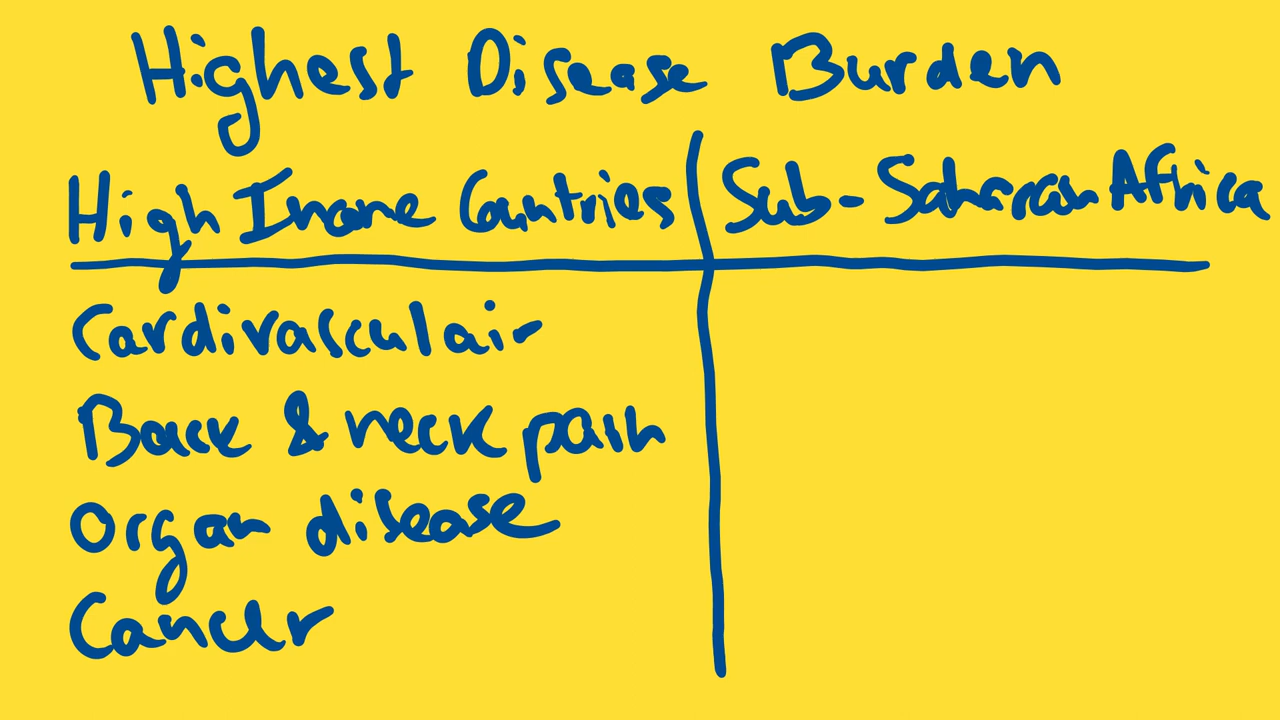 Highest Disease Burden
High Income Countries Sub-Saharan Africa
Cardivasculair
Back & neck pain
Organ disease
Cancer